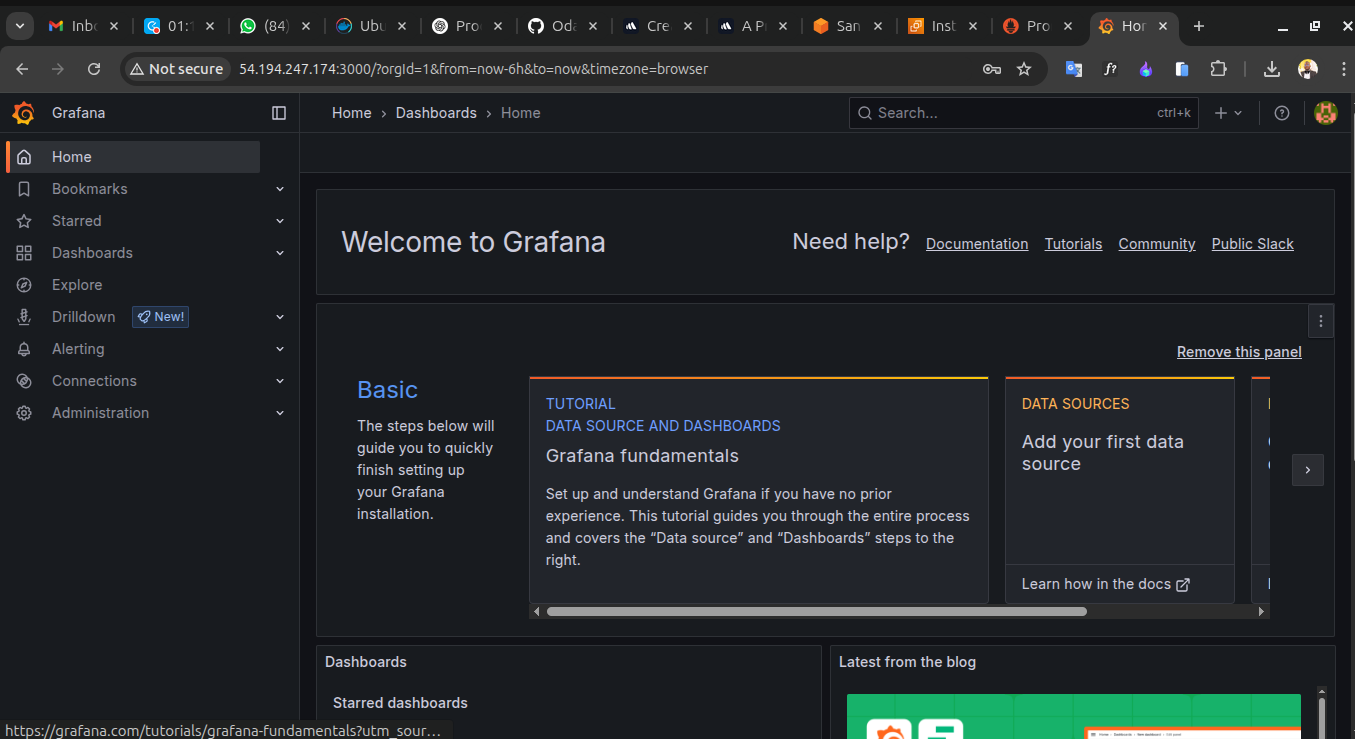 Inbo
01:1
(84)
Ubu
Pro
Oda
Cre
A P
San
Inst
Pro
Hor
Not secure
54.194.247.174:3000/?orgId=1&from=now-6h&to=now&timezone=browser
Grafana
Home › Dashboards › Home
Search...
ctrl+k
Home
Bookmarks
Starred
Dashboards
Explore
Drilldown
New!
Alerting
Connections
Administration
Welcome to Grafana
Need help?
Documentation
Tutorials
Community
Public Slack
Remove this panel
Basic
The steps below will
guide you to quickly
finish setting up
your Grafana
installation.
TUTORIAL
DATA SOURCE AND DASHBOARDS
Grafana fundamentals
Set up and understand Grafana if you have no prior
experience. This tutorial guides you through the entire process
and covers the “Data source” and “Dashboards” steps to the
right.
DATA SOURCES
Add your first data
source
Learn how in the docs
Dashboards
Starred dashboards
Latest from the blog
https://grafana.com/tutorials/grafana-fundamentals?utm_sour…